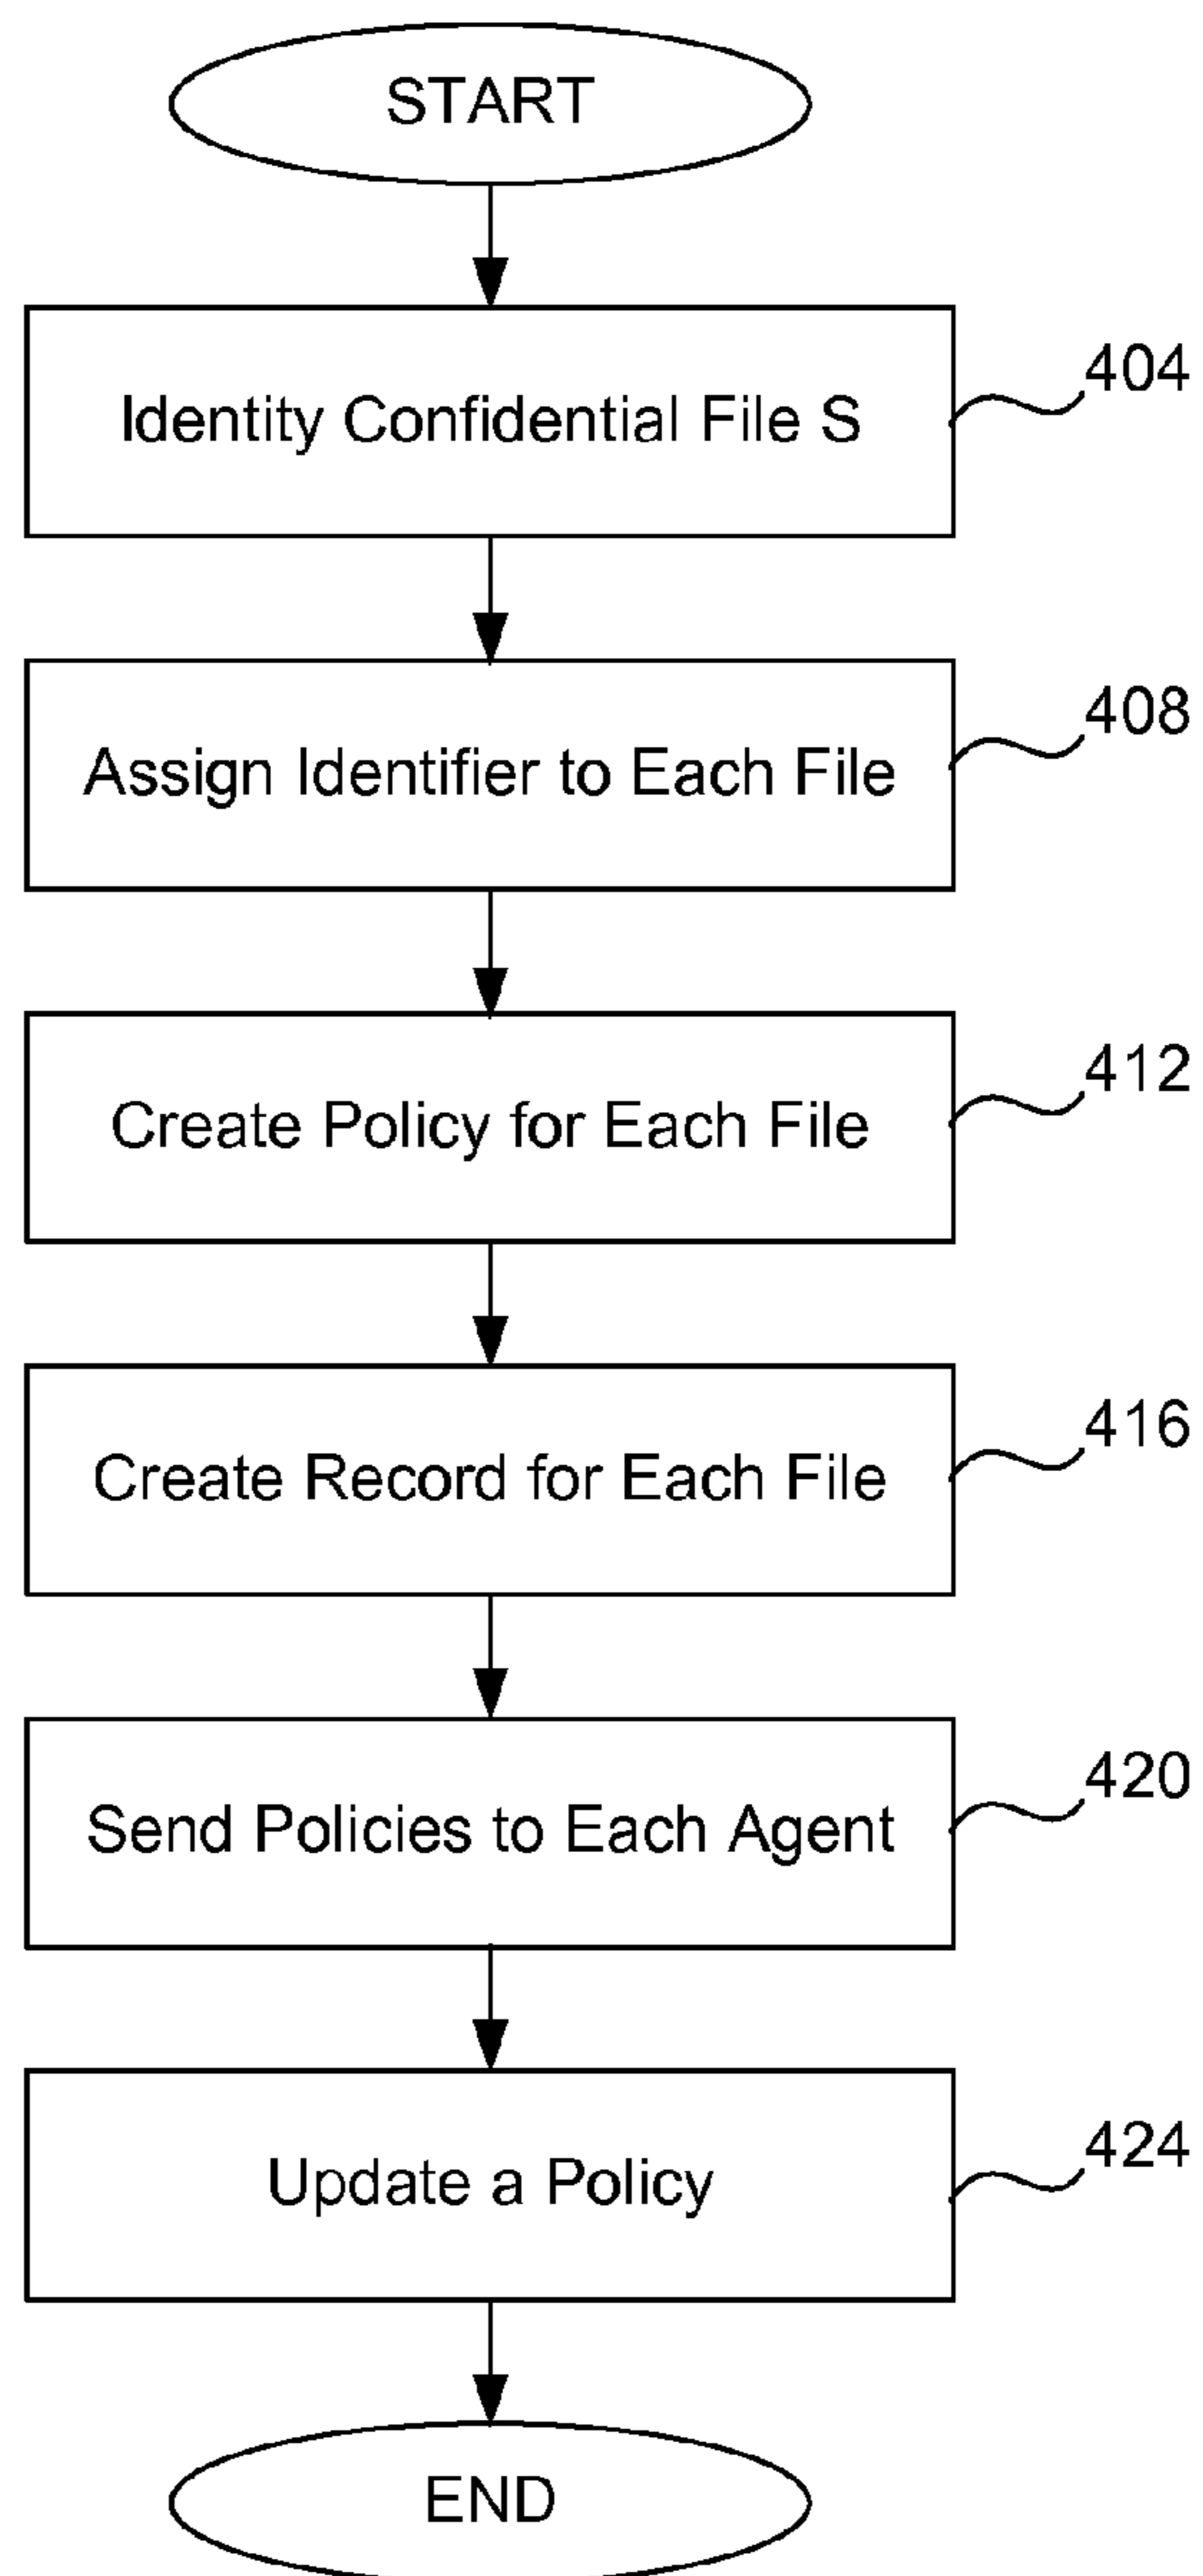 START
Identity Confidential File S
404
Assign Identifier to Each File
408
Create Policy for Each File
412
Create Record for Each File
416
Send Policies to Each Agent
420
Update a Policy
424
END